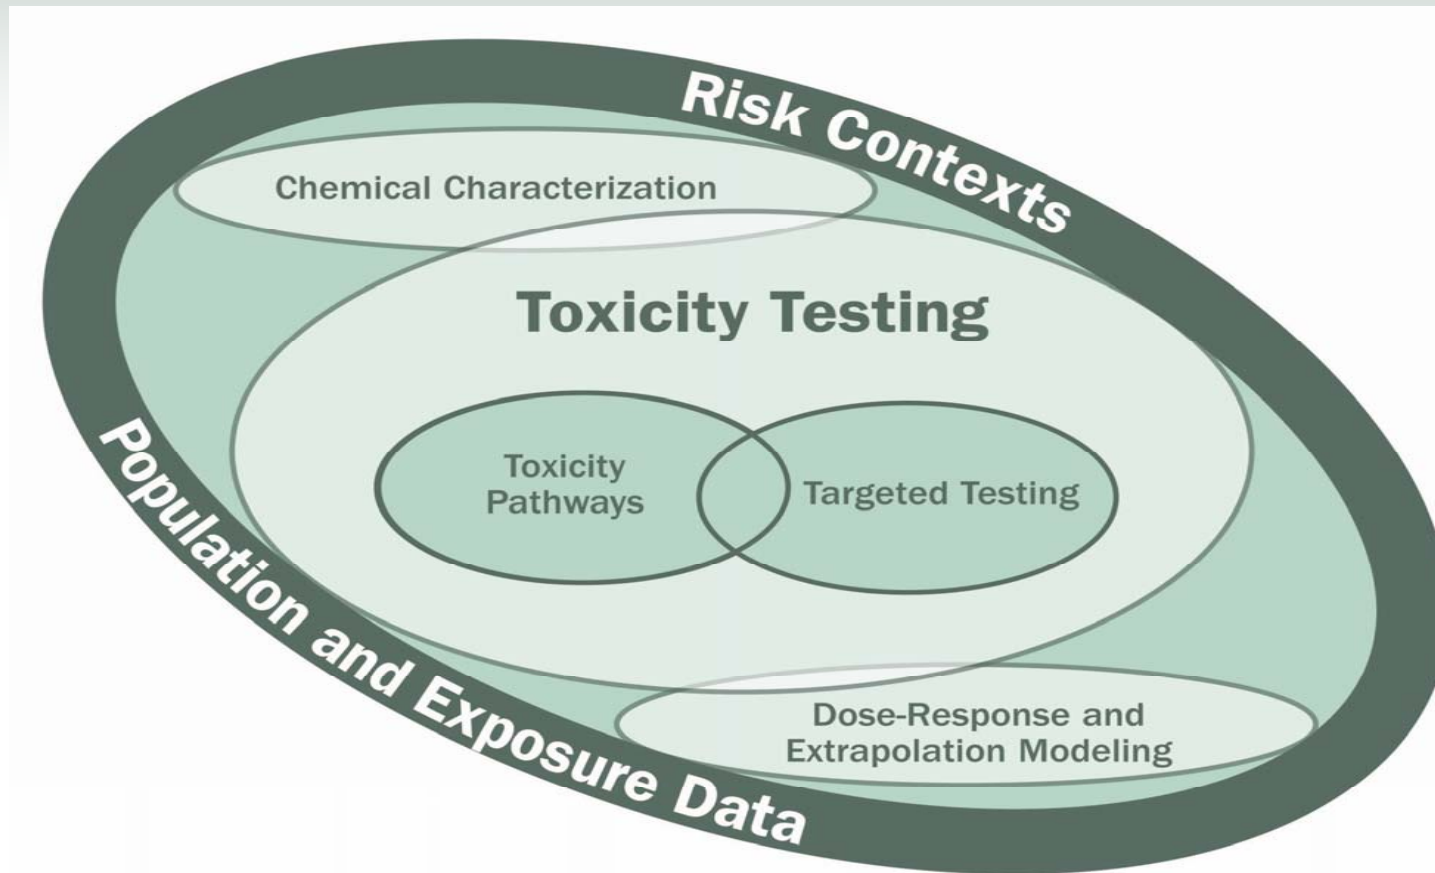 Risk Contexts
Chemical Characterization
Toxicity Testing
Toxicity
Pathways
Targeted Testing
Population and Exposure Data
Dose-Response and
Extrapolation Modeling